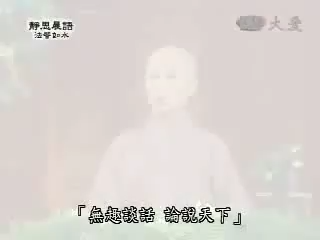 靜思晨語
法譬如水
大愛
「無趣談話 論說天下」